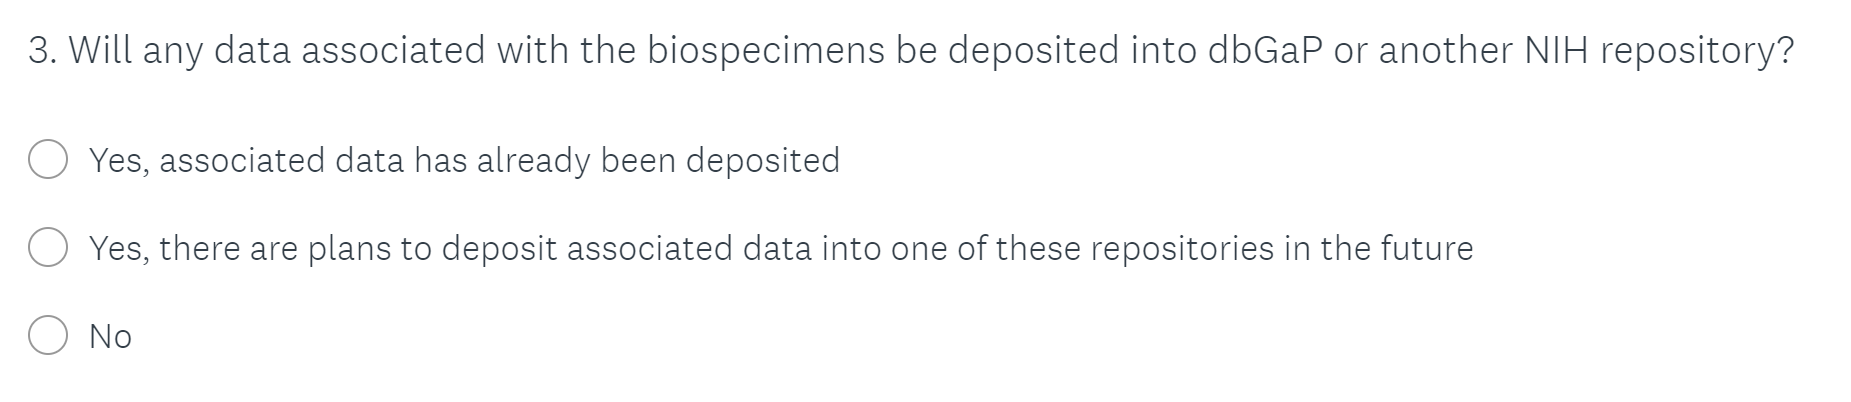 3. Will any data associated with the biospecimens be deposited into dbGaP or another NIH repository?
Yes, associated data has already been deposited
Yes, there are plans to deposit associated data into one of these repositories in the future
No